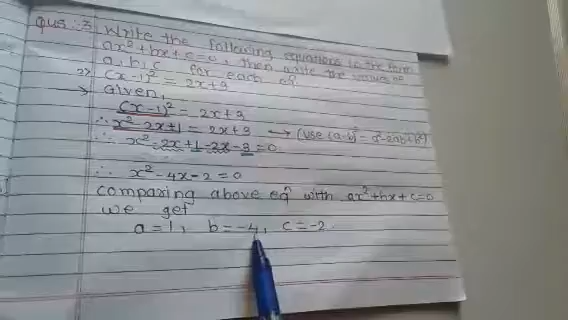 Qus:3) Write the following equations in the form
ax²+bx+c=0, then write the values of
a, b, c for each eqⁿ
2) (x-1)² = 2x+3
→ Given,
(x-1)² = 2x+3
∴ x²-2x+1 = 2x+3 → (use (a-b)² = a²-2ab+b²)
∴ x²-2x+1-2x-3=0
∴ x²-4x-2=0
comparing above eqⁿ with ax²+bx+c=0
we get
a=1, b=-4, c=-2